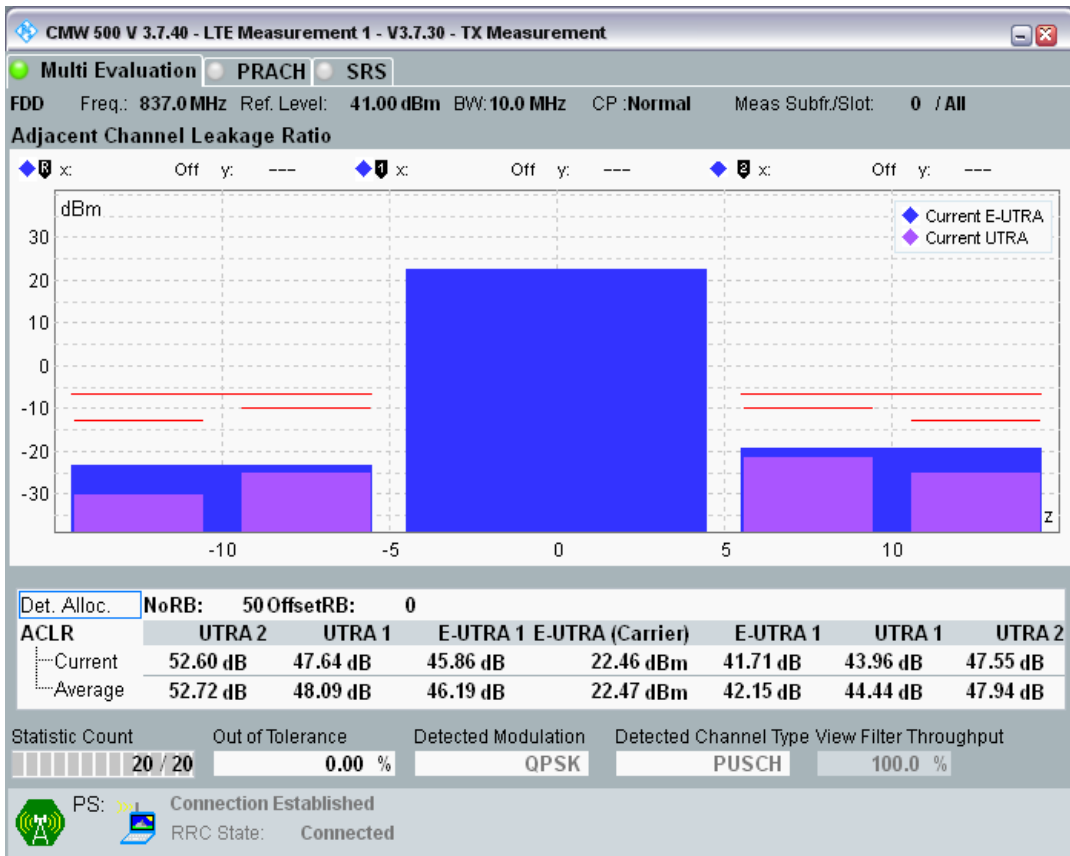 CMW 500 V 3.7.40 - LTE Measurement 1 - V3.7.30 - TX Measurement
Multi Evaluation PRACH SRS
FDD Freq.: 837.0 MHz Ref. Level: 41.00 dBm BW: 10.0 MHz CP :Normal Meas Subfr./Slot: 0 / All
Adjacent Channel Leakage Ratio
R x: Off y: --- 1 x: Off y: --- 2 x: Off y: ---
dBm
Current E-UTRA
Current UTRA
30
20
10
0
-10
-20
-30
z
-10 -5 0 5 10
Det. Alloc. NoRB: 50 OffsetRB: 0
ACLR UTRA 2 UTRA 1 E-UTRA 1 E-UTRA (Carrier) E-UTRA 1 UTRA 1 UTRA 2
Current 52.60 dB 47.64 dB 45.86 dB 22.46 dBm 41.71 dB 43.96 dB 47.55 dB
Average 52.72 dB 48.09 dB 46.19 dB 22.47 dBm 42.15 dB 44.44 dB 47.94 dB
Statistic Count Out of Tolerance Detected Modulation Detected Channel Type View Filter Throughput
20 / 20 0.00 % QPSK PUSCH 100.0 %
PS: Connection Established
RRC State: Connected